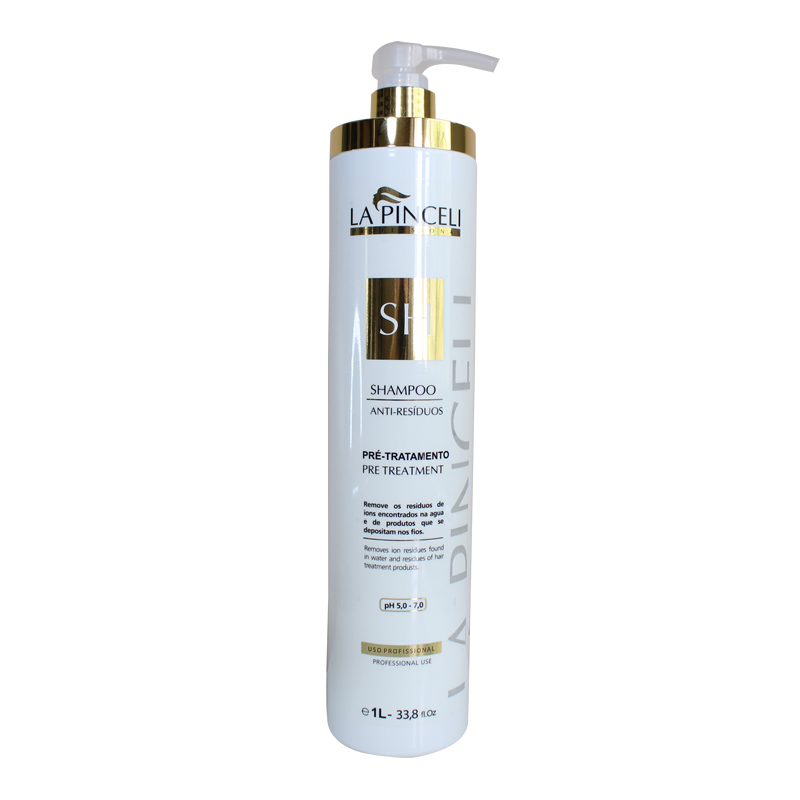 LA PINCELI
SH
SHAMPOO
ANTI-RESÍDUOS
PRÉ-TRATAMENTO
PRE TREATMENT
Remove os resíduos de
íons encontrados na agua
e de produtos que se
depositam nos fios.
Removes ion residues found
in water and residues of hair
treatment products.
pH 5,0 - 7,0
USO PROFISSIONAL
PROFESSIONAL USE
℮ 1L- 33,8 fl.Oz
LA PINCELI